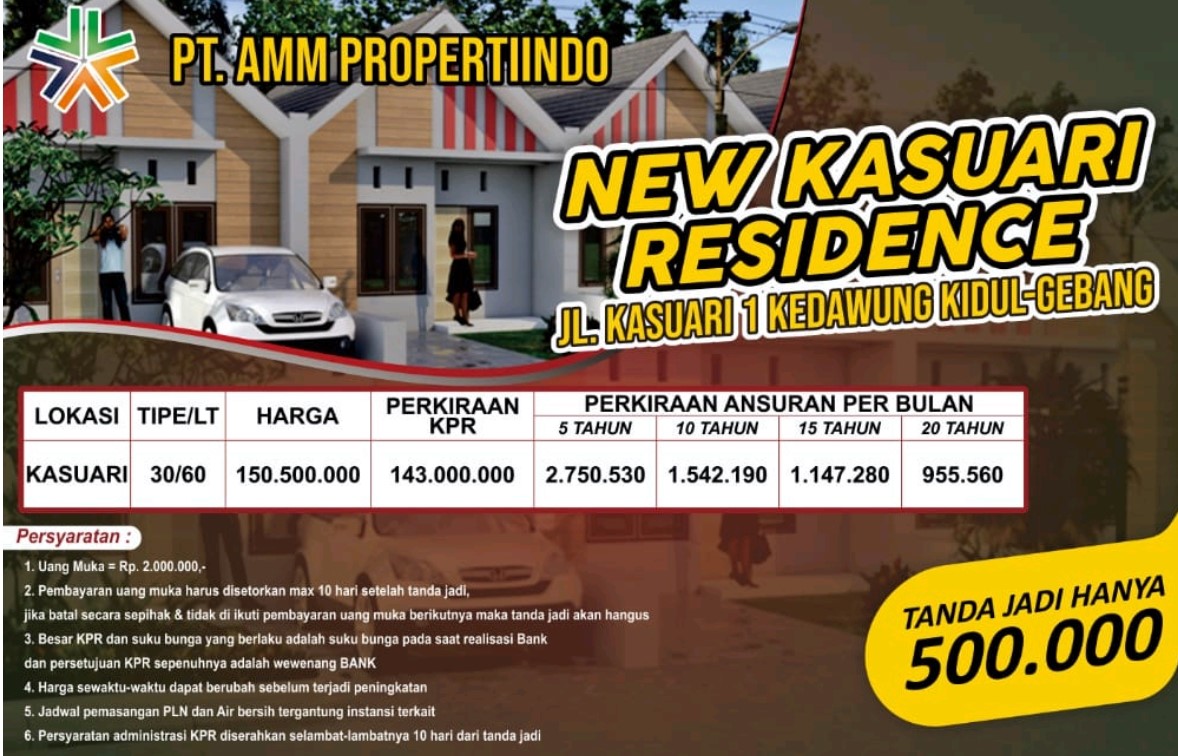 PT. AMM PROPERTIINDO
NEW KASUARI
RESIDENCE
JL. KASUARI 1 KEDAWUNG KIDUL-GEBANG
LOKASI TIPE/LT HARGA PERKIRAAN KPR PERKIRAAN ANSURAN PER BULAN
5 TAHUN 10 TAHUN 15 TAHUN 20 TAHUN
KASUARI 30/60 150.500.000 143.000.000 2.750.530 1.542.190 1.147.280 955.560
Persyaratan :
1. Uang Muka = Rp. 2.000.000,-
2. Pembayaran uang muka harus disetorkan max 10 hari setelah tanda jadi,
jika batal secara sepihak & tidak di ikuti pembayaran uang muka berikutnya maka tanda jadi akan hangus
3. Besar KPR dan suku bunga yang berlaku adalah suku bunga pada saat realisasi Bank
dan persetujuan KPR sepenuhnya adalah wewenang BANK
4. Harga sewaktu-waktu dapat berubah sebelum terjadi peningkatan
5. Jadwal pemasangan PLN dan Air bersih tergantung instansi terkait
6. Persyaratan administrasi KPR diserahkan selambat-lambatnya 10 hari dari tanda jadi
TANDA JADI HANYA
500.000